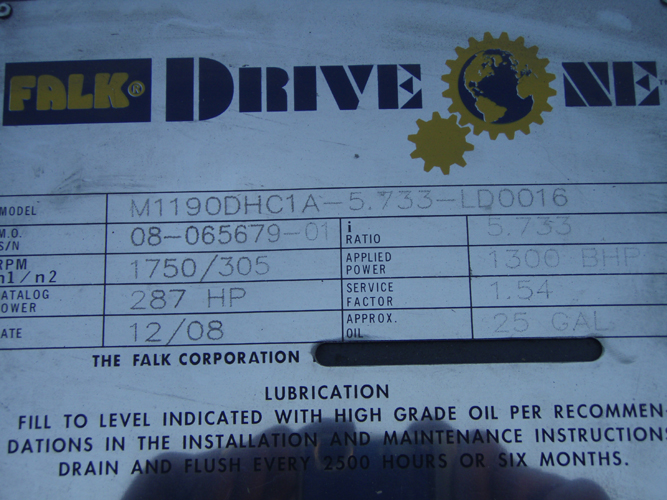 FALK® DRIVE ONE™
MODEL M1190DHC1A-5.733-LD0016
M.O. S/N 08-065679-01 i RATIO 5.733
RPM n1/n2 1750/305 APPLIED POWER 1300 BHP
CATALOG POWER 287 HP SERVICE FACTOR 1.54
DATE 12/08 APPROX. OIL 25 GAL
THE FALK CORPORATION
LUBRICATION
FILL TO LEVEL INDICATED WITH HIGH GRADE OIL PER RECOMMEN-
DATIONS IN THE INSTALLATION AND MAINTENANCE INSTRUCTIONS
DRAIN AND FLUSH EVERY 2500 HOURS OR SIX MONTHS.